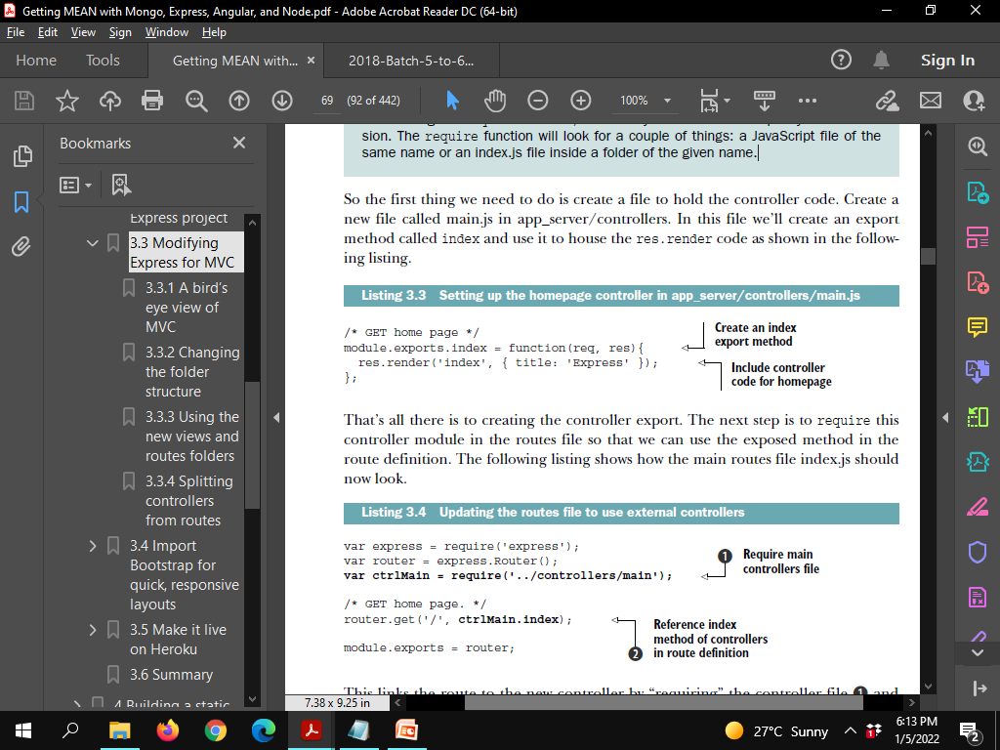 Getting MEAN with Mongo, Express, Angular, and Node.pdf - Adobe Acrobat Reader DC (64-bit)
File Edit View Sign Window Help
Home Tools Getting MEAN with... × 2018-Batch-5-to-6... Sign In
69 (92 of 442) 100%
Bookmarks
Express project
3.3 Modifying
Express for MVC
3.3.1 A bird's
eye view of
MVC
3.3.2 Changing
the folder
structure
3.3.3 Using the
new views and
routes folders
3.3.4 Splitting
controllers
from routes
3.4 Import
Bootstrap for
quick, responsive
layouts
3.5 Make it live
on Heroku
3.6 Summary
4 Building a static
sion. The require function will look for a couple of things: a JavaScript file of the
same name or an index.js file inside a folder of the given name.
So the first thing we need to do is create a file to hold the controller code. Create a
new file called main.js in app_server/controllers. In this file we'll create an export
method called index and use it to house the res.render code as shown in the follow-
ing listing.
Listing 3.3 Setting up the homepage controller in app_server/controllers/main.js
/* GET home page */
module.exports.index = function(req, res){
res.render('index', { title: 'Express' });
};
Create an index
export method
Include controller
code for homepage
That's all there is to creating the controller export. The next step is to require this
controller module in the routes file so that we can use the exposed method in the
route definition. The following listing shows how the main routes file index.js should
now look.
Listing 3.4 Updating the routes file to use external controllers
var express = require('express');
var router = express.Router();
var ctrlMain = require('../controllers/main');
1 Require main
controllers file
/* GET home page. */
router.get('/', ctrlMain.index);
module.exports = router;
Reference index
method of controllers
2 in route definition
This links the route to the new controller by "requiring" the controller file 1 and
7.38 x 9.25 in
27°C Sunny
1
6:13 PM
1/5/2022
2